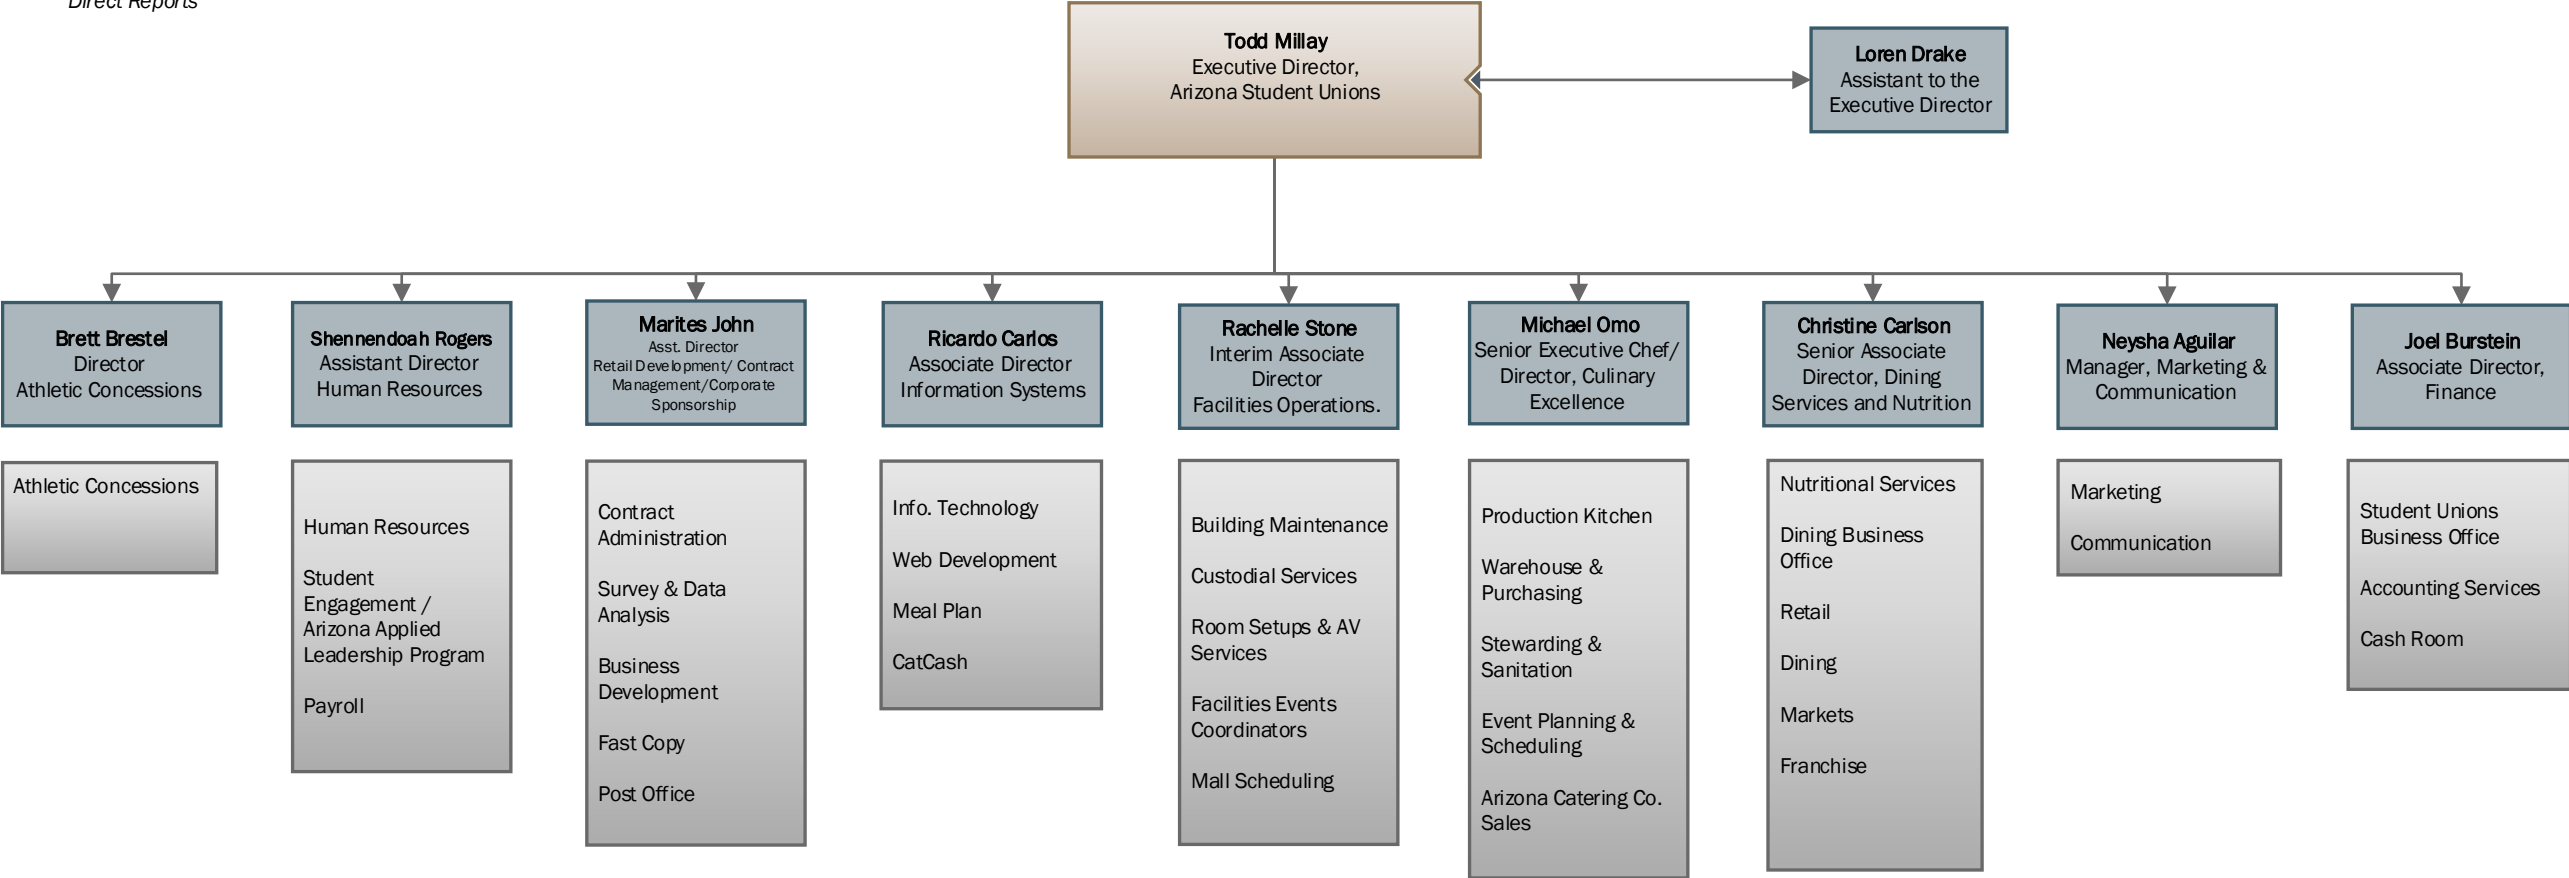 Direct Reports
Todd Millay
Executive Director,
Arizona Student Unions
Loren Drake
Assistant to the
Executive Director
Brett Brestel
Director
Athletic Concessions
Shennendoah Rogers
Assistant Director
Human Resources
Marites John
Asst. Director
Retail Development/ Contract
Management/Corporate
Sponsorship
Ricardo Carlos
Associate Director
Information Systems
Rachelle Stone
Interim Associate
Director
Facilities Operations.
Michael Omo
Senior Executive Chef/
Director, Culinary
Excellence
Christine Carlson
Senior Associate
Director, Dining
Services and Nutrition
Neysha Aguilar
Manager, Marketing &
Communication
Joel Burstein
Associate Director,
Finance
Athletic Concessions
Human Resources
Student
Engagement /
Arizona Applied
Leadership Program
Payroll
Contract
Administration
Survey & Data
Analysis
Business
Development
Fast Copy
Post Office
Info. Technology
Web Development
Meal Plan
CatCash
Building Maintenance
Custodial Services
Room Setups & AV
Services
Facilities Events
Coordinators
Mall Scheduling
Production Kitchen
Warehouse &
Purchasing
Stewarding &
Sanitation
Event Planning &
Scheduling
Arizona Catering Co.
Sales
Nutritional Services
Dining Business
Office
Retail
Dining
Markets
Franchise
Marketing
Communication
Student Unions
Business Office
Accounting Services
Cash Room